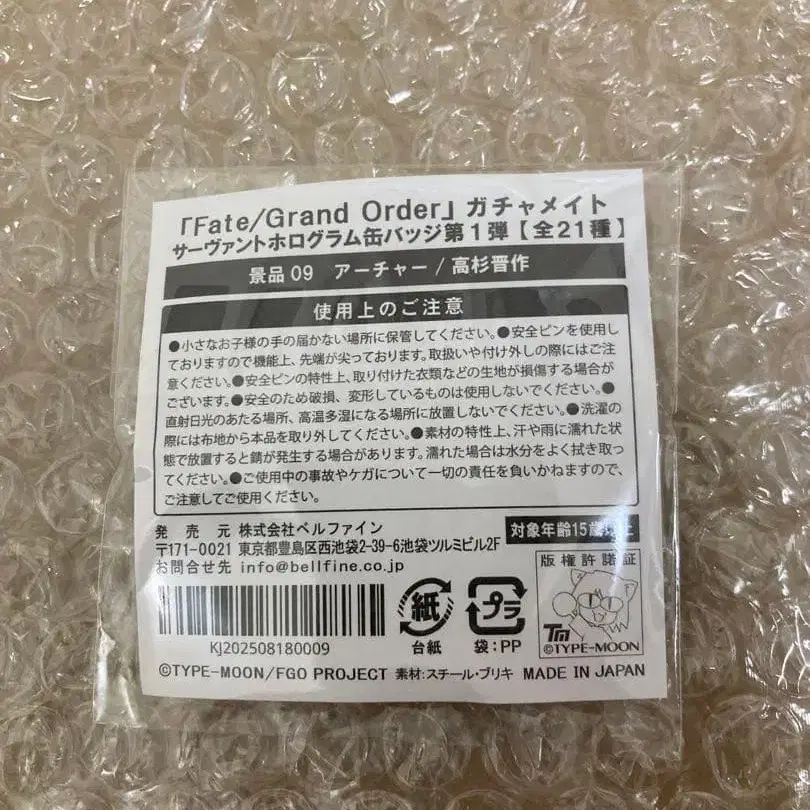 「Fate/Grand Order」ガチャメイト
サーヴァントホログラム缶バッジ第1弾【全21種】
景品09 アーチャー / 高杉晋作
使用上のご注意
●小さなお子様の手の届かない場所に保管してください。●安全ピンを使用し
ておりますので機能上、先端が尖っております。取扱いや付け外しの際にはご注
意ください。●安全ピンの特性上、取り付けた衣類などの生地が損傷する場合が
ございます。●安全のため破損、変形しているものは使用しないでください。●
直射日光のあたる場所、高温多湿になる場所に放置しないでください。●洗濯
の際には布地から本品を取り外してください。●素材の特性上、汗や雨に濡れた状
態で放置すると錆が発生する場合があります。濡れた場合は水分をよく拭き取っ
てください。●ご使用中の事故やケガについて一切の責任を負いかねますので、
ご注意してご使用ください。
発売元 株式会社ベルファイン
対象年齢15歳以上
〒171-0021 東京都豊島区西池袋2-39-6池袋ツルミビル2F
お問合せ先 info@bellfine.co.jp
版権許諾証
TM
©TYPE-MOON
KJ202508180009
紙
台紙
プラ
袋:PP
©TYPE-MOON/FGO PROJECT 素材:スチール・ブリキ MADE IN JAPAN